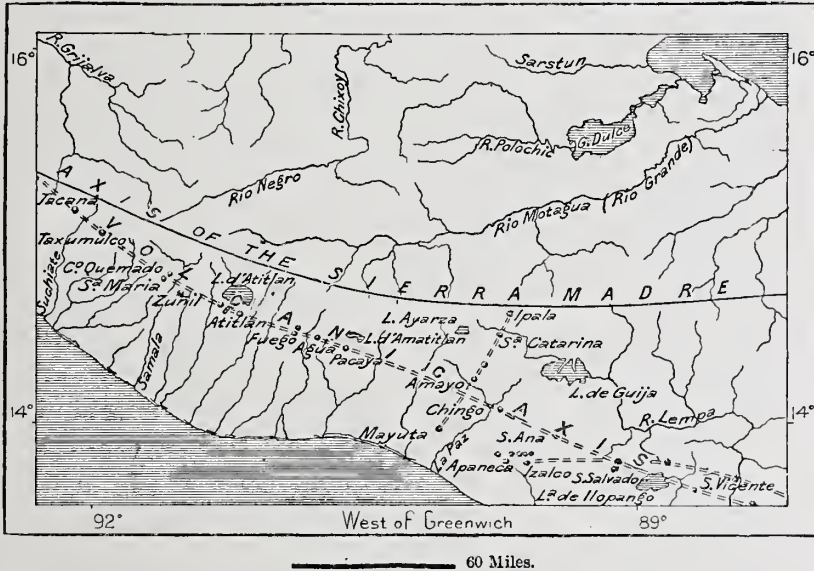 16°
16°
R. Grijalva
R. Chixoy
Sarstun
G. Dulce
R. Polochic
Rio Negro
Rio Motagua (Rio Grande)
AXIS OF THE SIERRA MADRE
VOLCANIC AXIS
Tacana
Taxumulco
Co. Quemado
Sa. Maria
Zunil
Suchiate
Samala
L. d'Atitlan
Atitlan
Fuego
Agua
L. d'Amatitlan
Pacaya
L. Ayarza
Ipala
Sa. Catarina
Amayo
L. de Guija
Chingo
14°
14°
R. Lempa
Mayuta
La Paz
S. Ana
Apaneca
Izalco
S. Salvador
S. Vicente
La. de Ilopango
92°
West of Greenwich
89°
60 Miles.